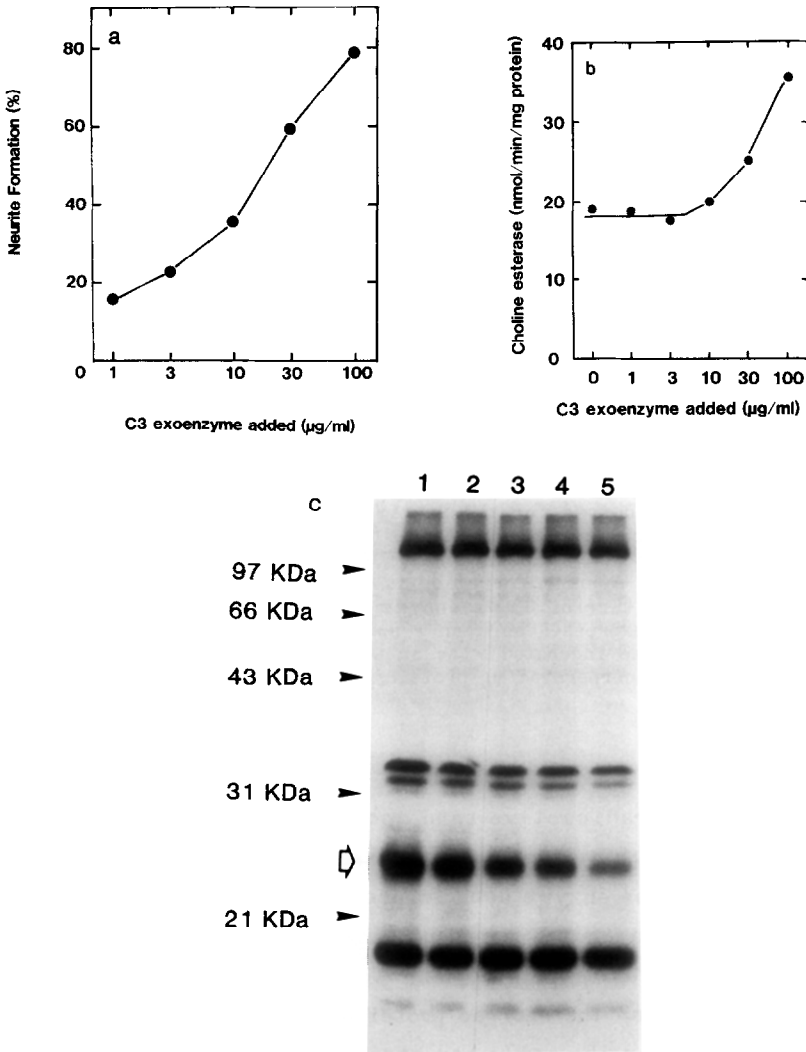 a
Neurite Formation (%)
80
60
40
20
0
1 3 10 30 100
C3 exoenzyme added (μg/ml)
b
Choline esterase (nmol/min/mg protein)
40
30
20
10
0
0 1 3 10 30 100
C3 exoenzyme added (μg/ml)
c
1 2 3 4 5
97 KDa
66 KDa
43 KDa
31 KDa
21 KDa